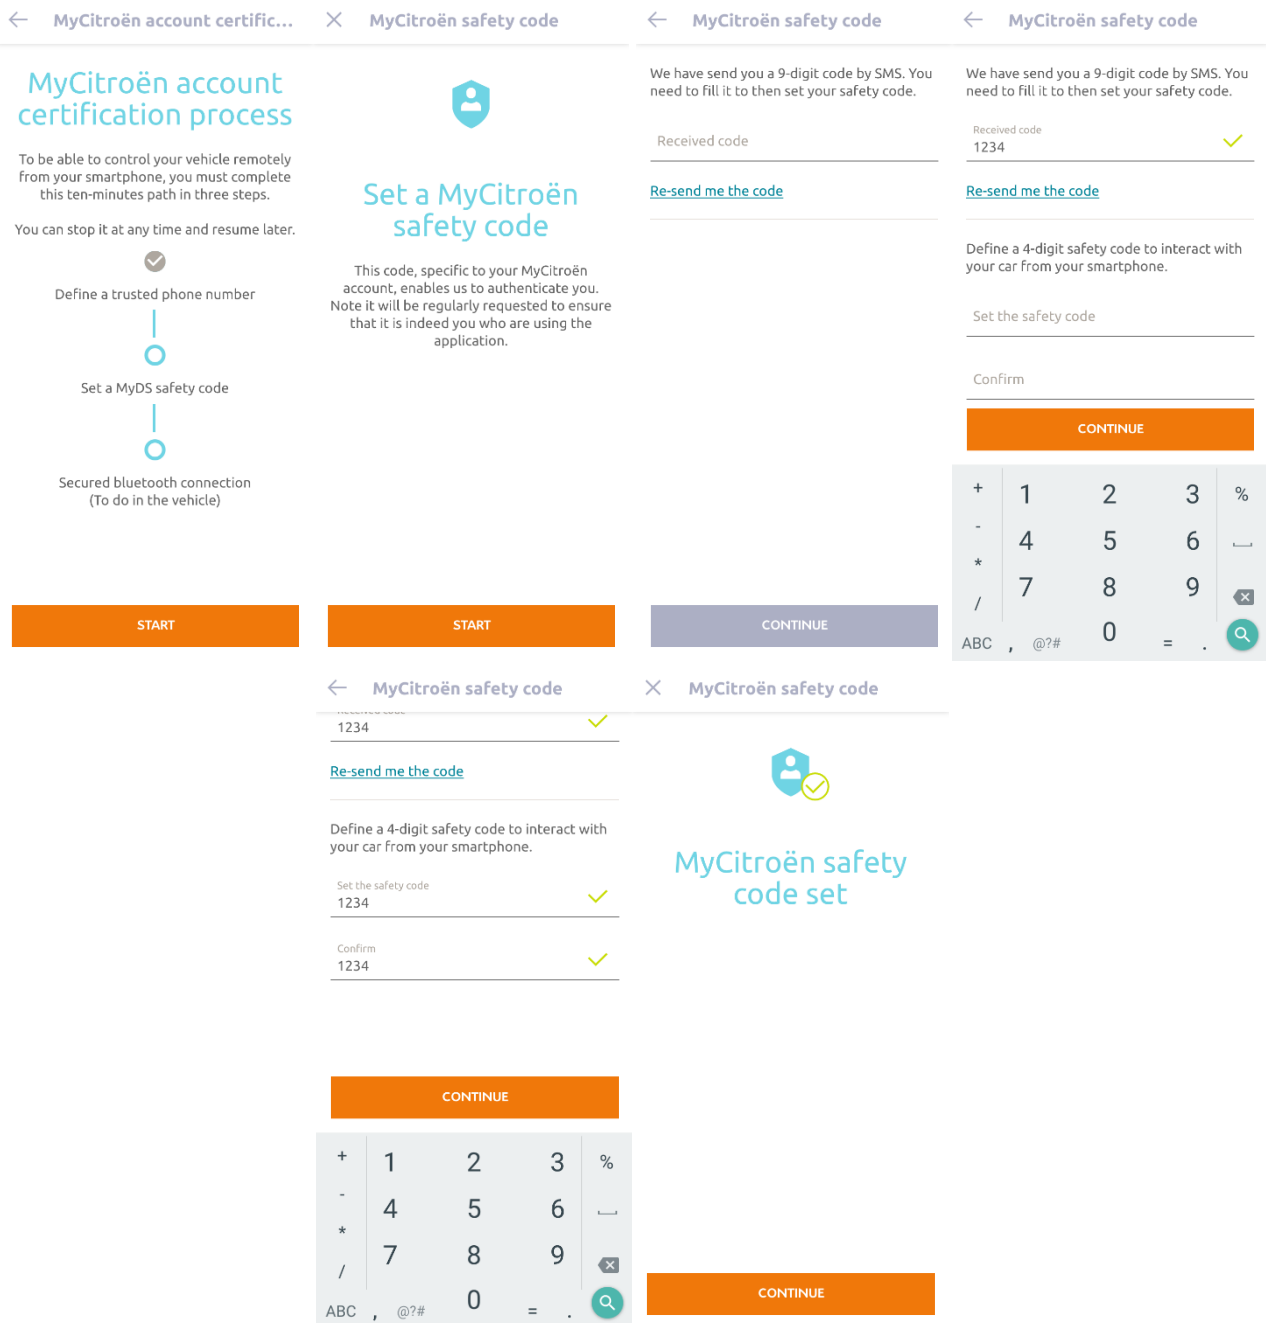 MyCitroën account certific...
MyCitroën account
certification process
To be able to control your vehicle remotely
from your smartphone, you must complete
this ten-minutes path in three steps.
You can stop it at any time and resume later.
Define a trusted phone number
Set a MyDS safety code
Secured bluetooth connection
(To do in the vehicle)
START
MyCitroën safety code
Set a MyCitroën
safety code
This code, specific to your MyCitroën
account, enables us to authenticate you.
Note it will be regularly requested to ensure
that it is indeed you who are using the
application.
START
MyCitroën safety code
We have send you a 9-digit code by SMS. You
need to fill it to then set your safety code.
Received code
Re-send me the code
CONTINUE
MyCitroën safety code
We have send you a 9-digit code by SMS. You
need to fill it to then set your safety code.
Received code
1234
Re-send me the code
Define a 4-digit safety code to interact with
your car from your smartphone.
Set the safety code
Confirm
CONTINUE
+ 1 2 3 %
-
4 5 6
*
7 8 9
/
ABC , @?# 0 = .
MyCitroën safety code
Received code
1234
Re-send me the code
Define a 4-digit safety code to interact with
your car from your smartphone.
Set the safety code
1234
Confirm
1234
CONTINUE
+ 1 2 3 %
-
4 5 6
*
7 8 9
/
ABC , @?# 0 = .
MyCitroën safety code
MyCitroën safety
code set
CONTINUE